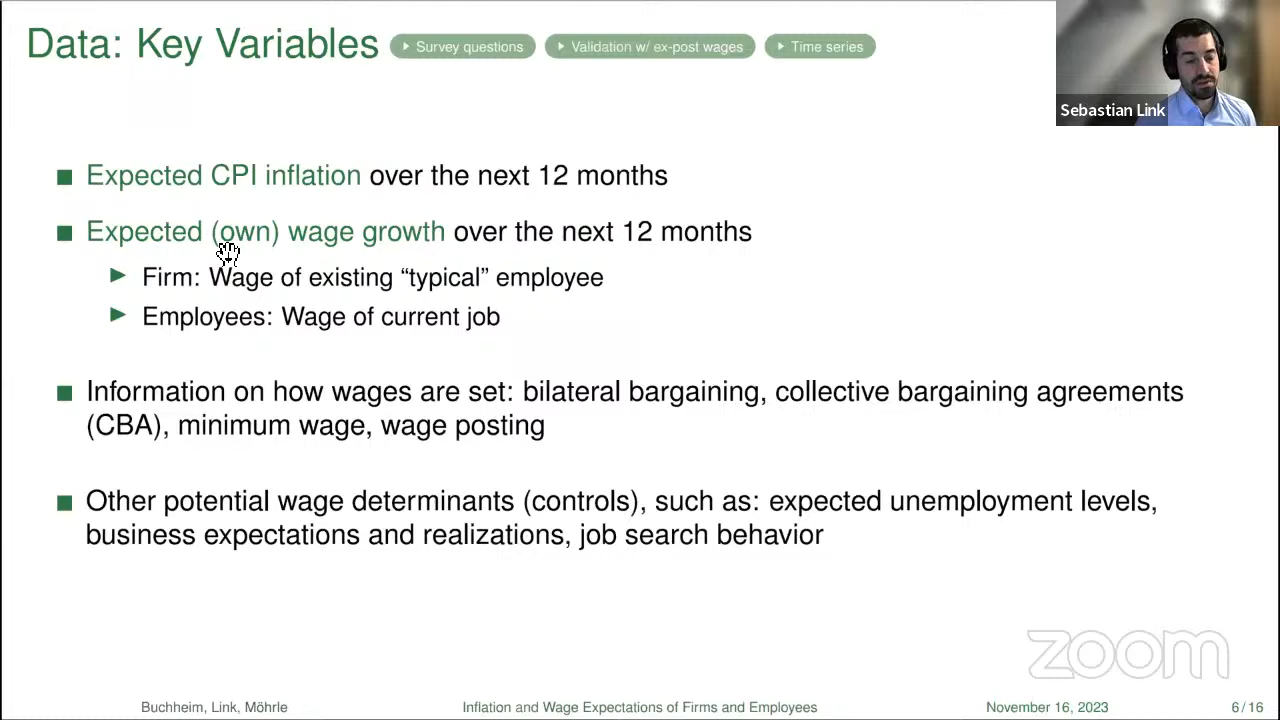 Data: Key Variables
Survey questions
Validation w/ ex-post wages
Time series
Sebastian Link
Expected CPI inflation over the next 12 months
Expected (own) wage growth over the next 12 months
Firm: Wage of existing “typical” employee
Employees: Wage of current job
Information on how wages are set: bilateral bargaining, collective bargaining agreements
(CBA), minimum wage, wage posting
Other potential wage determinants (controls), such as: expected unemployment levels,
business expectations and realizations, job search behavior
zoom
Buchheim, Link, Möhrle
Inflation and Wage Expectations of Firms and Employees
November 16, 2023
6 / 16